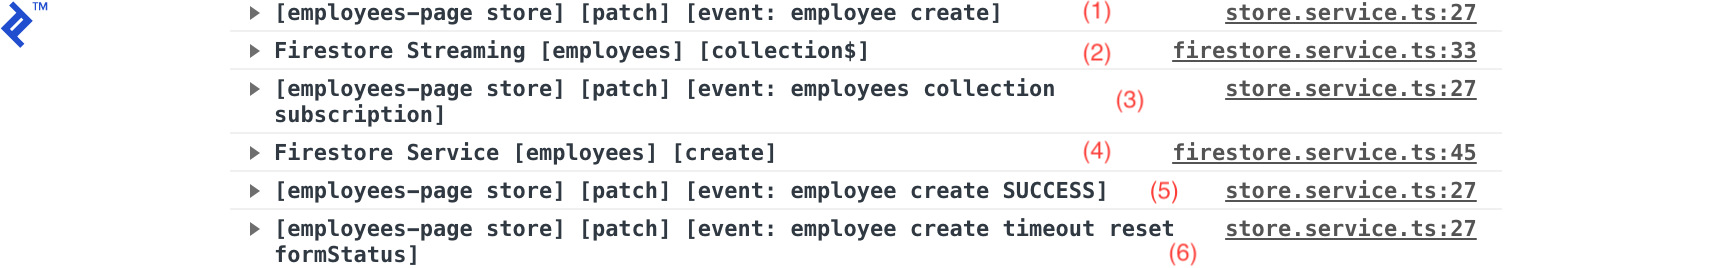 TM
[employees-page store] [patch] [event: employee create] (1) store.service.ts:27
Firestore Streaming [employees] [collection$] (2) firestore.service.ts:33
[employees-page store] [patch] [event: employees collection (3) store.service.ts:27
subscription]
Firestore Service [employees] [create] (4) firestore.service.ts:45
[employees-page store] [patch] [event: employee create SUCCESS] (5) store.service.ts:27
[employees-page store] [patch] [event: employee create timeout reset store.service.ts:27
formStatus] (6)